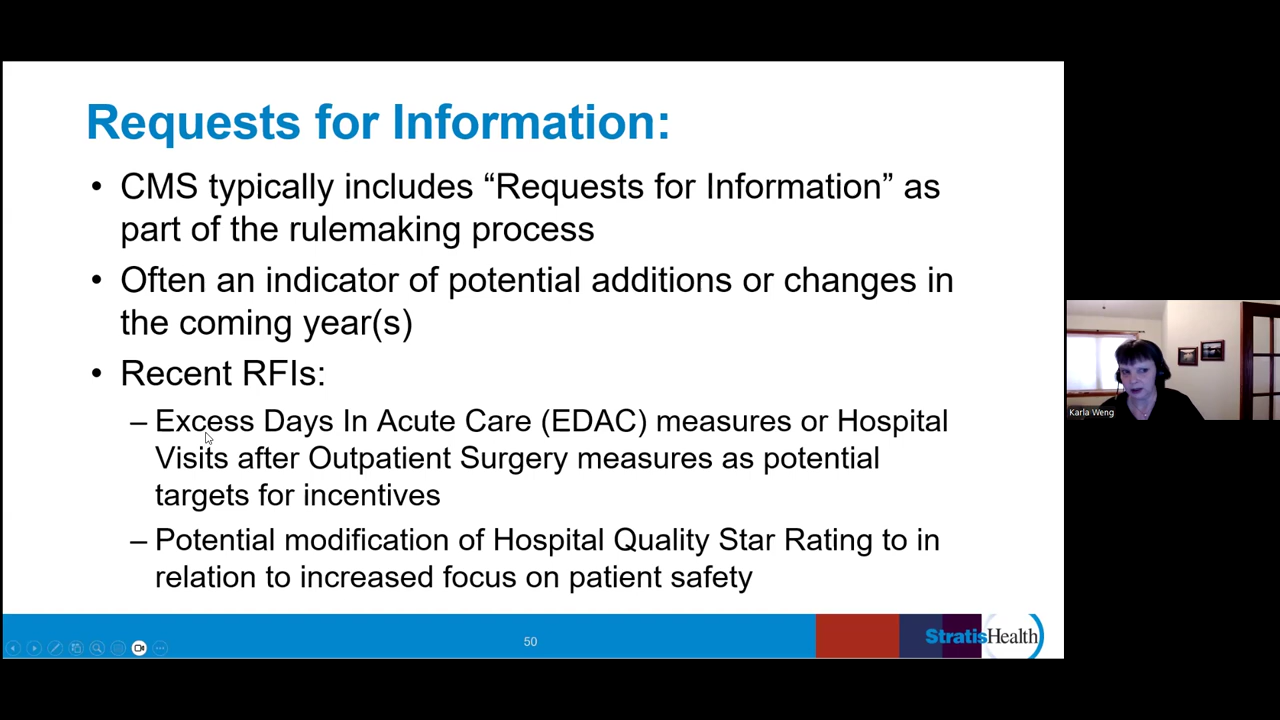 Requests for Information:
• CMS typically includes “Requests for Information” as
part of the rulemaking process
• Often an indicator of potential additions or changes in
the coming year(s)
• Recent RFIs:
– Excess Days In Acute Care (EDAC) measures or Hospital
Visits after Outpatient Surgery measures as potential
targets for incentives
– Potential modification of Hospital Quality Star Rating to in
relation to increased focus on patient safety
Karla Weng
50
StratisHealth